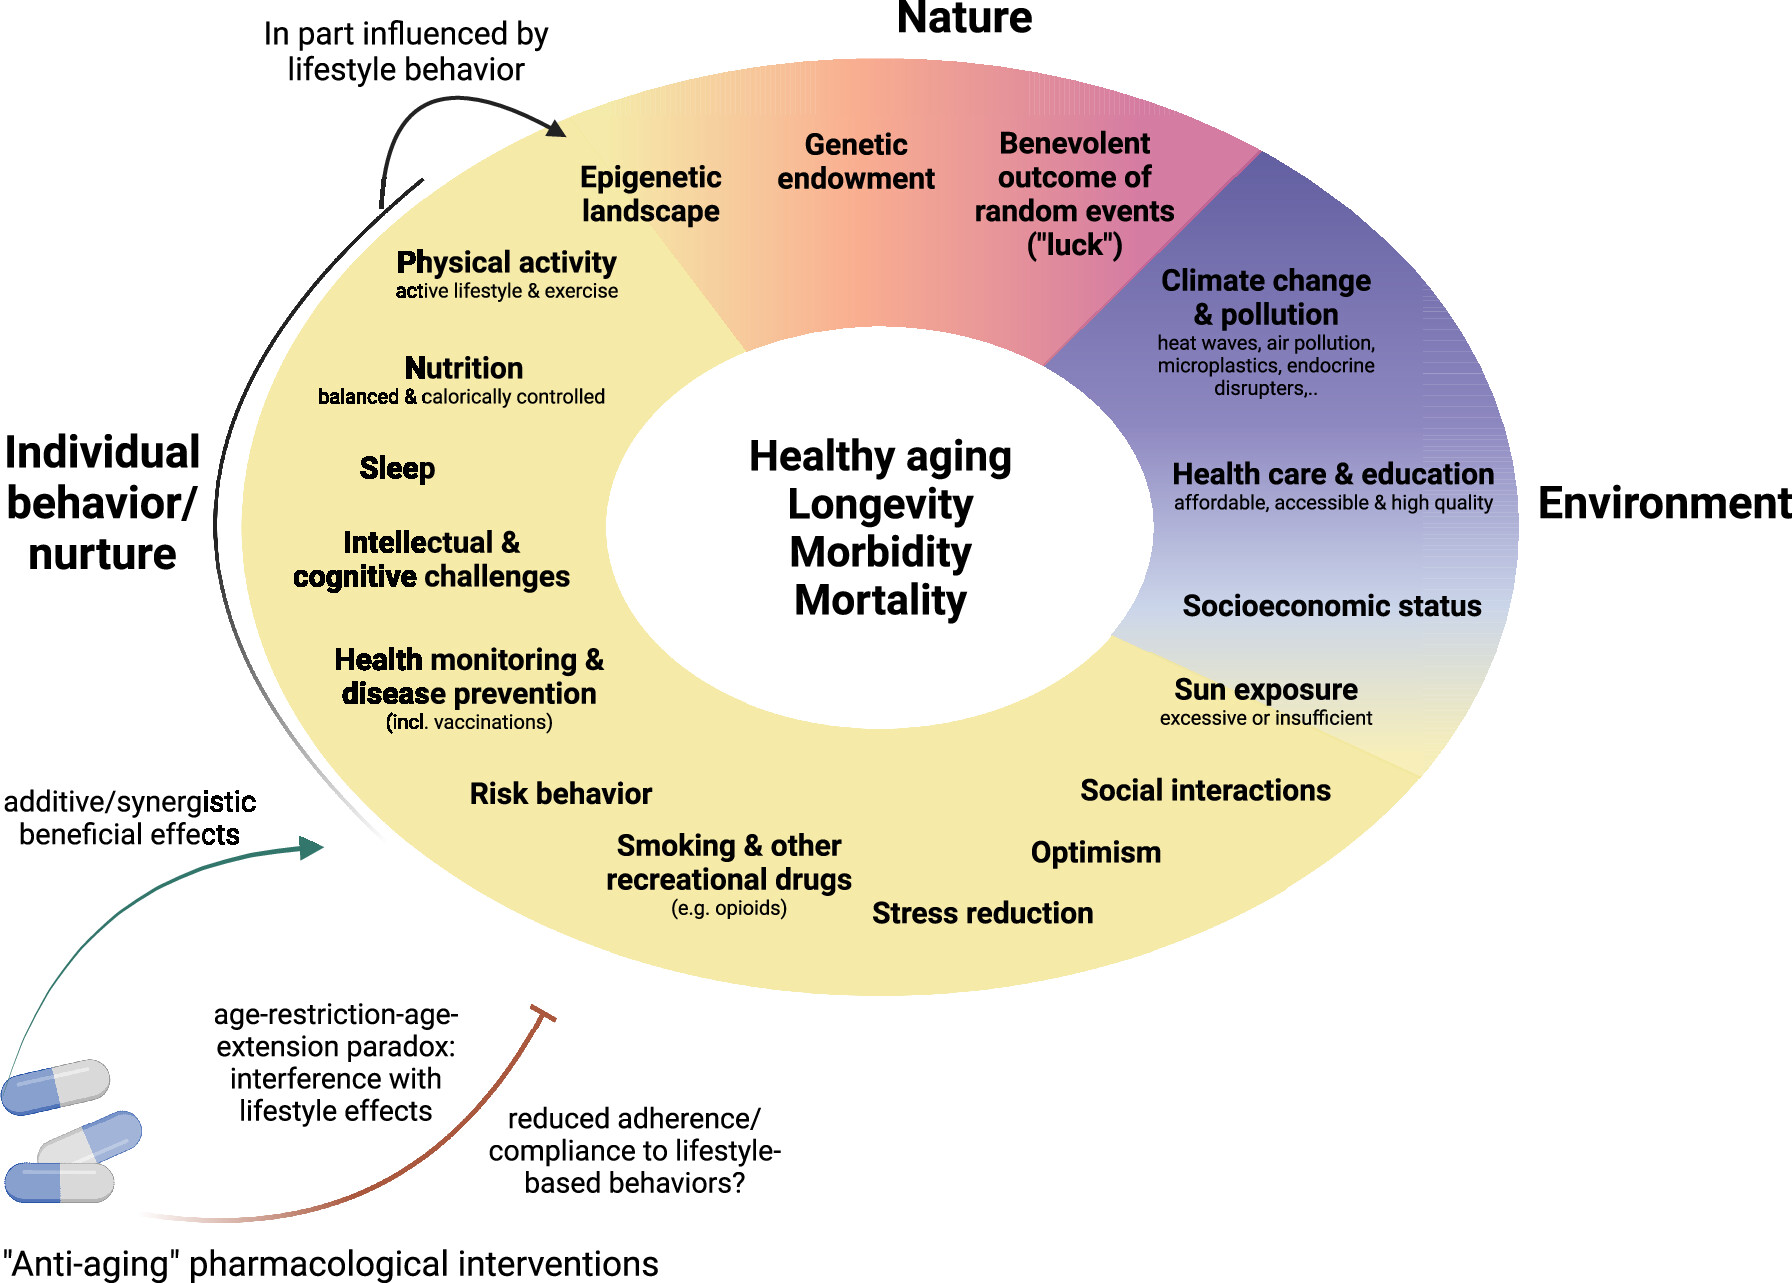 Nature
In part influenced by
lifestyle behavior
Epigenetic
landscape
Genetic
endowment
Benevolent
outcome of
random events
("luck")
Physical activity
active lifestyle & exercise
Nutrition
balanced & calorically controlled
Sleep
Intellectual &
cognitive challenges
Health monitoring &
disease prevention
(incl. vaccinations)
Individual
behavior/
nurture
Healthy aging
Longevity
Morbidity
Mortality
Climate change
& pollution
heat waves, air pollution,
microplastics, endocrine
disrupters,..
Health care & education
affordable, accessible & high quality
Socioeconomic status
Environment
Sun exposure
excessive or insufficient
Social interactions
Optimism
Stress reduction
Risk behavior
Smoking & other
recreational drugs
(e.g. opioids)
additive/synergistic
beneficial effects
age-restriction-age-
extension paradox:
interference with
lifestyle effects
reduced adherence/
compliance to lifestyle-
based behaviors?
"Anti-aging" pharmacological interventions